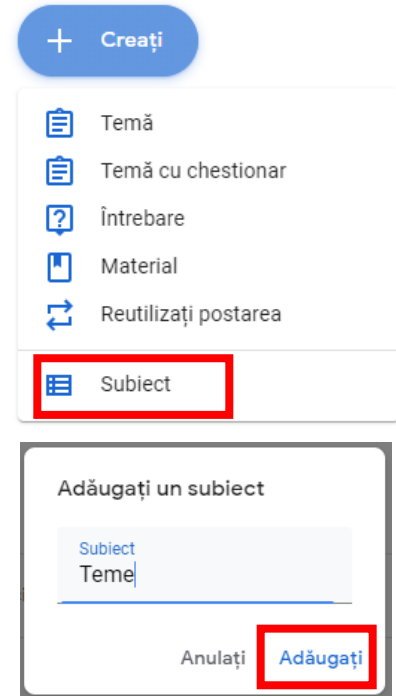 Creați
Temă
Temă cu chestionar
Întrebare
Material
Reutilizați postarea
Subiect
Adăugați un subiect
Subiect
Teme
Anulați Adăugați